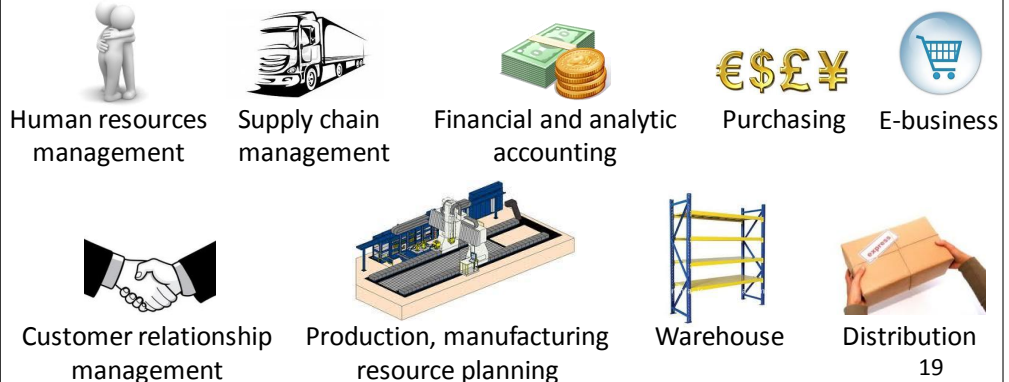 Human resources
management
Supply chain
management
Financial and analytic
accounting
Purchasing
E-business
€$£¥
express
Customer relationship
management
Production, manufacturing
resource planning
Warehouse
Distribution
19